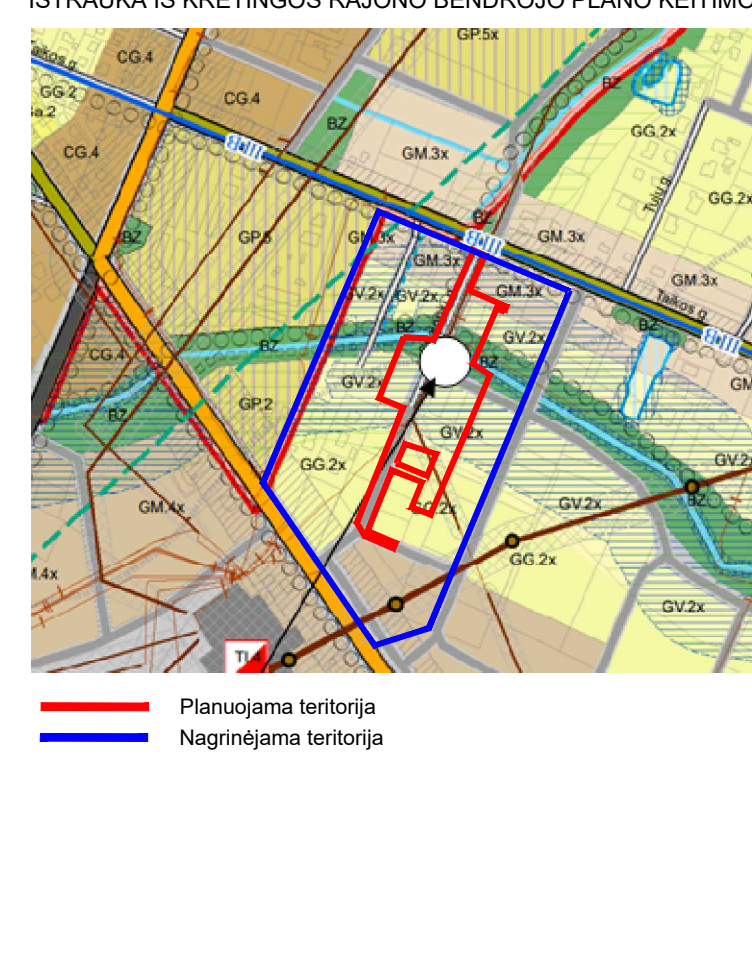 IŠTRAUKA IŠ KRETINGOS RAJONO BENDROJO PLANO KEITIMO
GP.5x
CG.4
GG.2
CG.4
BZ
BZ
GG.2x
CG.4
GM.3x
Tujų g.
GG.2x
BZ
BZ
GP.5
GM.3x
GM.3x
GM.3x
GM.3x
GM.3x
Taikos g.
GV.2x
GV.2x
BZ
BZ
GV.2x
CG.4
BZ
BZ
GV.2x
BZ
GP.2
GV.2x
GG.2x
GV.2x
GM.4x
GG.2x
GV.2x
BZ
GG.2x
GV.2x
TI.4
Planuojama teritorija
Nagrinėjama teritorija